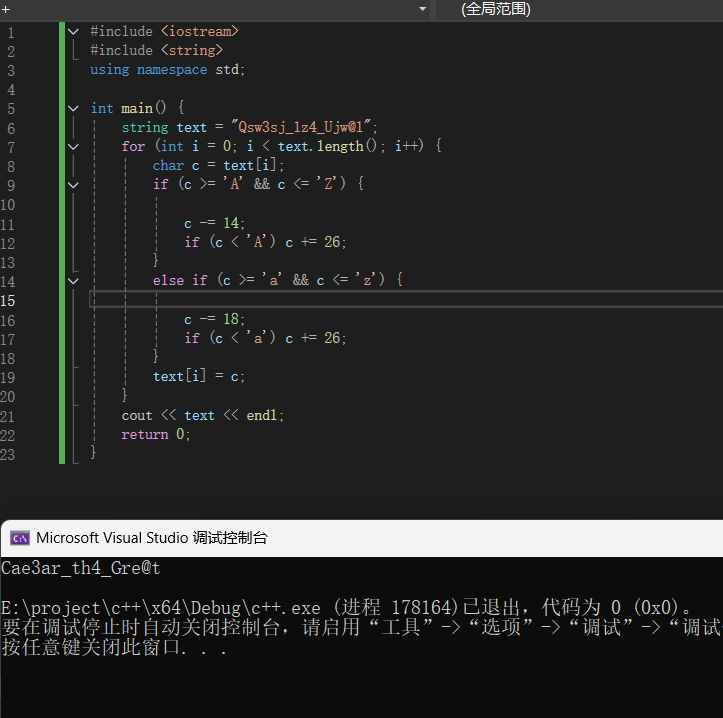 + (全局范围)
1 #include <iostream>
2 #include <string>
3 using namespace std;
4
5 int main() {
6 string text = "Qsw3sj_lz4_Ujw@l";
7 for (int i = 0; i < text.length(); i++) {
8 char c = text[i];
9 if (c >= 'A' && c <= 'Z') {
10
11 c -= 14;
12 if (c < 'A') c += 26;
13 }
14 else if (c >= 'a' && c <= 'z') {
15
16 c -= 18;
17 if (c < 'a') c += 26;
18 }
19 text[i] = c;
20 }
21 cout << text << endl;
22 return 0;
23 }
C:\ Microsoft Visual Studio 调试控制台
Cae3ar_th4_Gre@t
E:\project\c++\x64\Debug\c++.exe (进程 178164)已退出，代码为 0 (0x0)。
要在调试停止时自动关闭控制台，请启用“工具”->“选项”->“调试”->“调试
按任意键关闭此窗口. . .